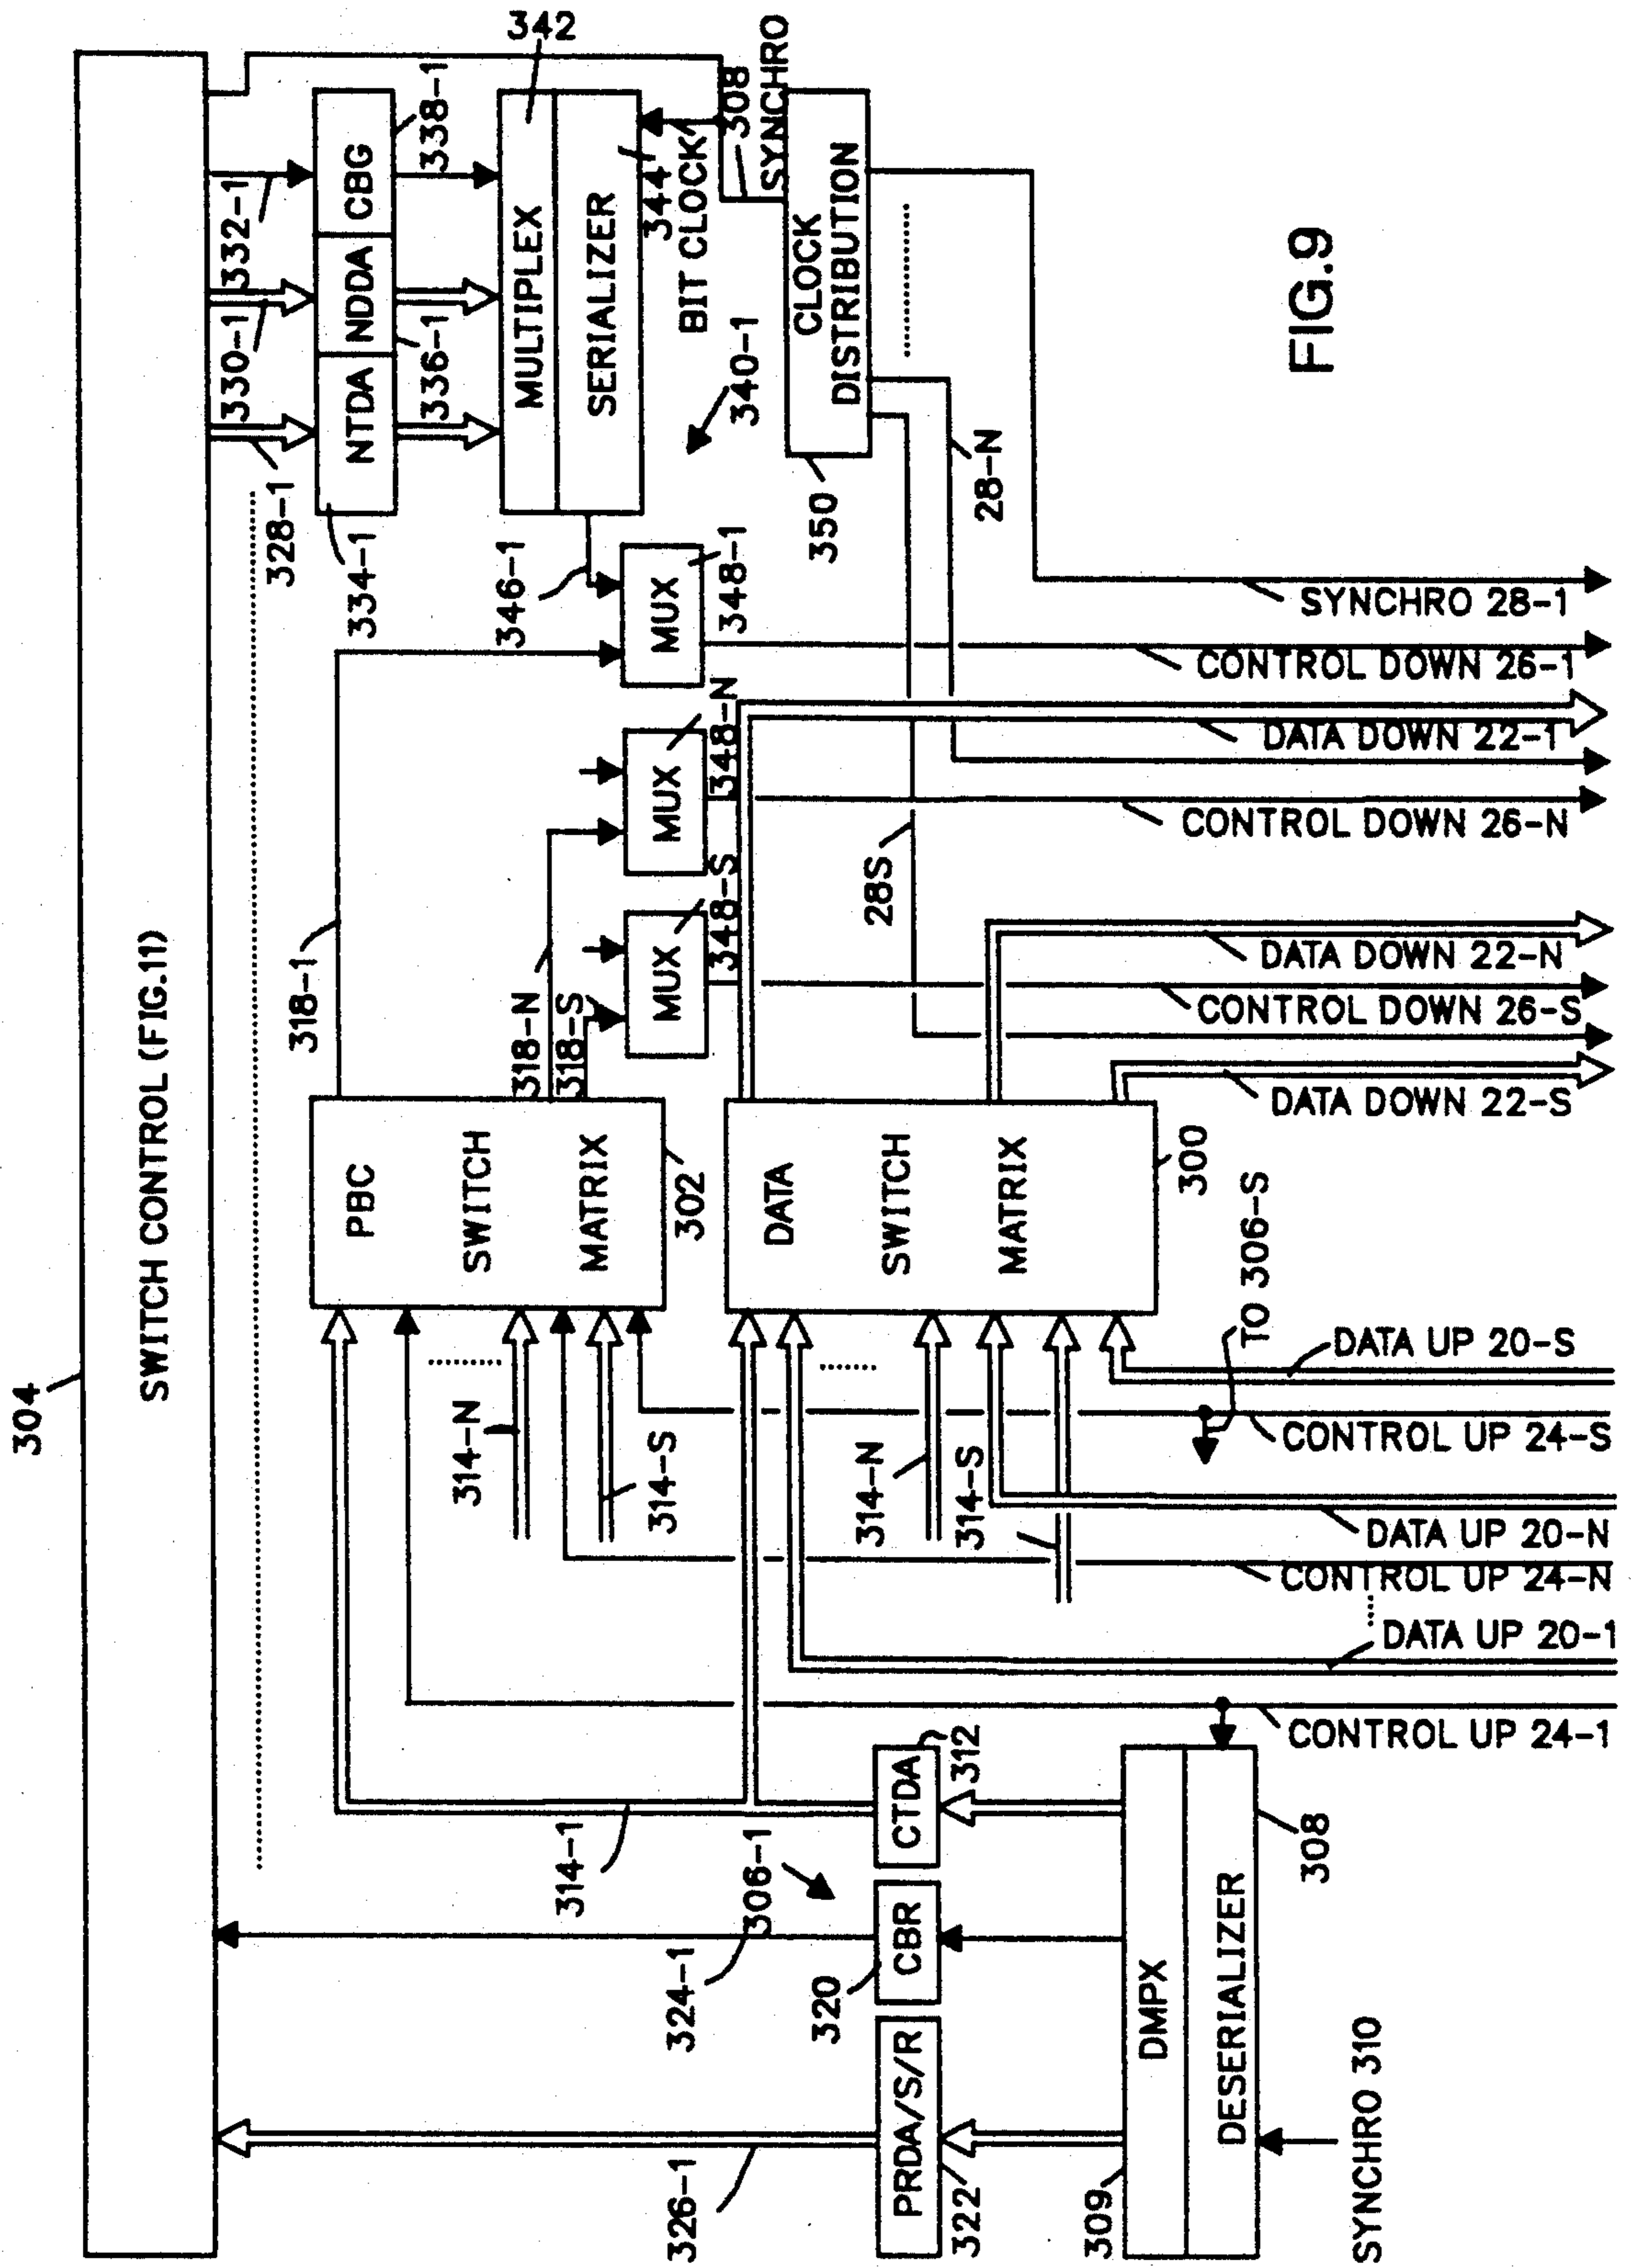 304
SWITCH CONTROL (FIG.11)
326-1
324-1
314-1
306-1
PRDA/S/R
322
320
CBR
CTDA
312
309
DMPX
DESERIALIZER
308
SYNCHRO 310
314-N
314-S
314-N
314-S
PBC
SWITCH
MATRIX
302
DATA
SWITCH
MATRIX
300
TO 306-S
318-1
318-N
318-S
MUX
348-S
MUX
348-N
MUX
348-1
346-1
28S
328-1
330-1
332-1
334-1
NTDA
NDDA
CBG
336-1
338-1
342
MULTIPLEX
SERIALIZER
344
BIT CLOCK
340-1
308
SYNCHRO
CLOCK
DISTRIBUTION
350
28-N
CONTROL UP 24-1
DATA UP 20-1
CONTROL UP 24-N
DATA UP 20-N
CONTROL UP 24-S
DATA UP 20-S
DATA DOWN 22-S
CONTROL DOWN 26-S
DATA DOWN 22-N
CONTROL DOWN 26-N
DATA DOWN 22-1
CONTROL DOWN 26-1
SYNCHRO 28-1
FIG.9